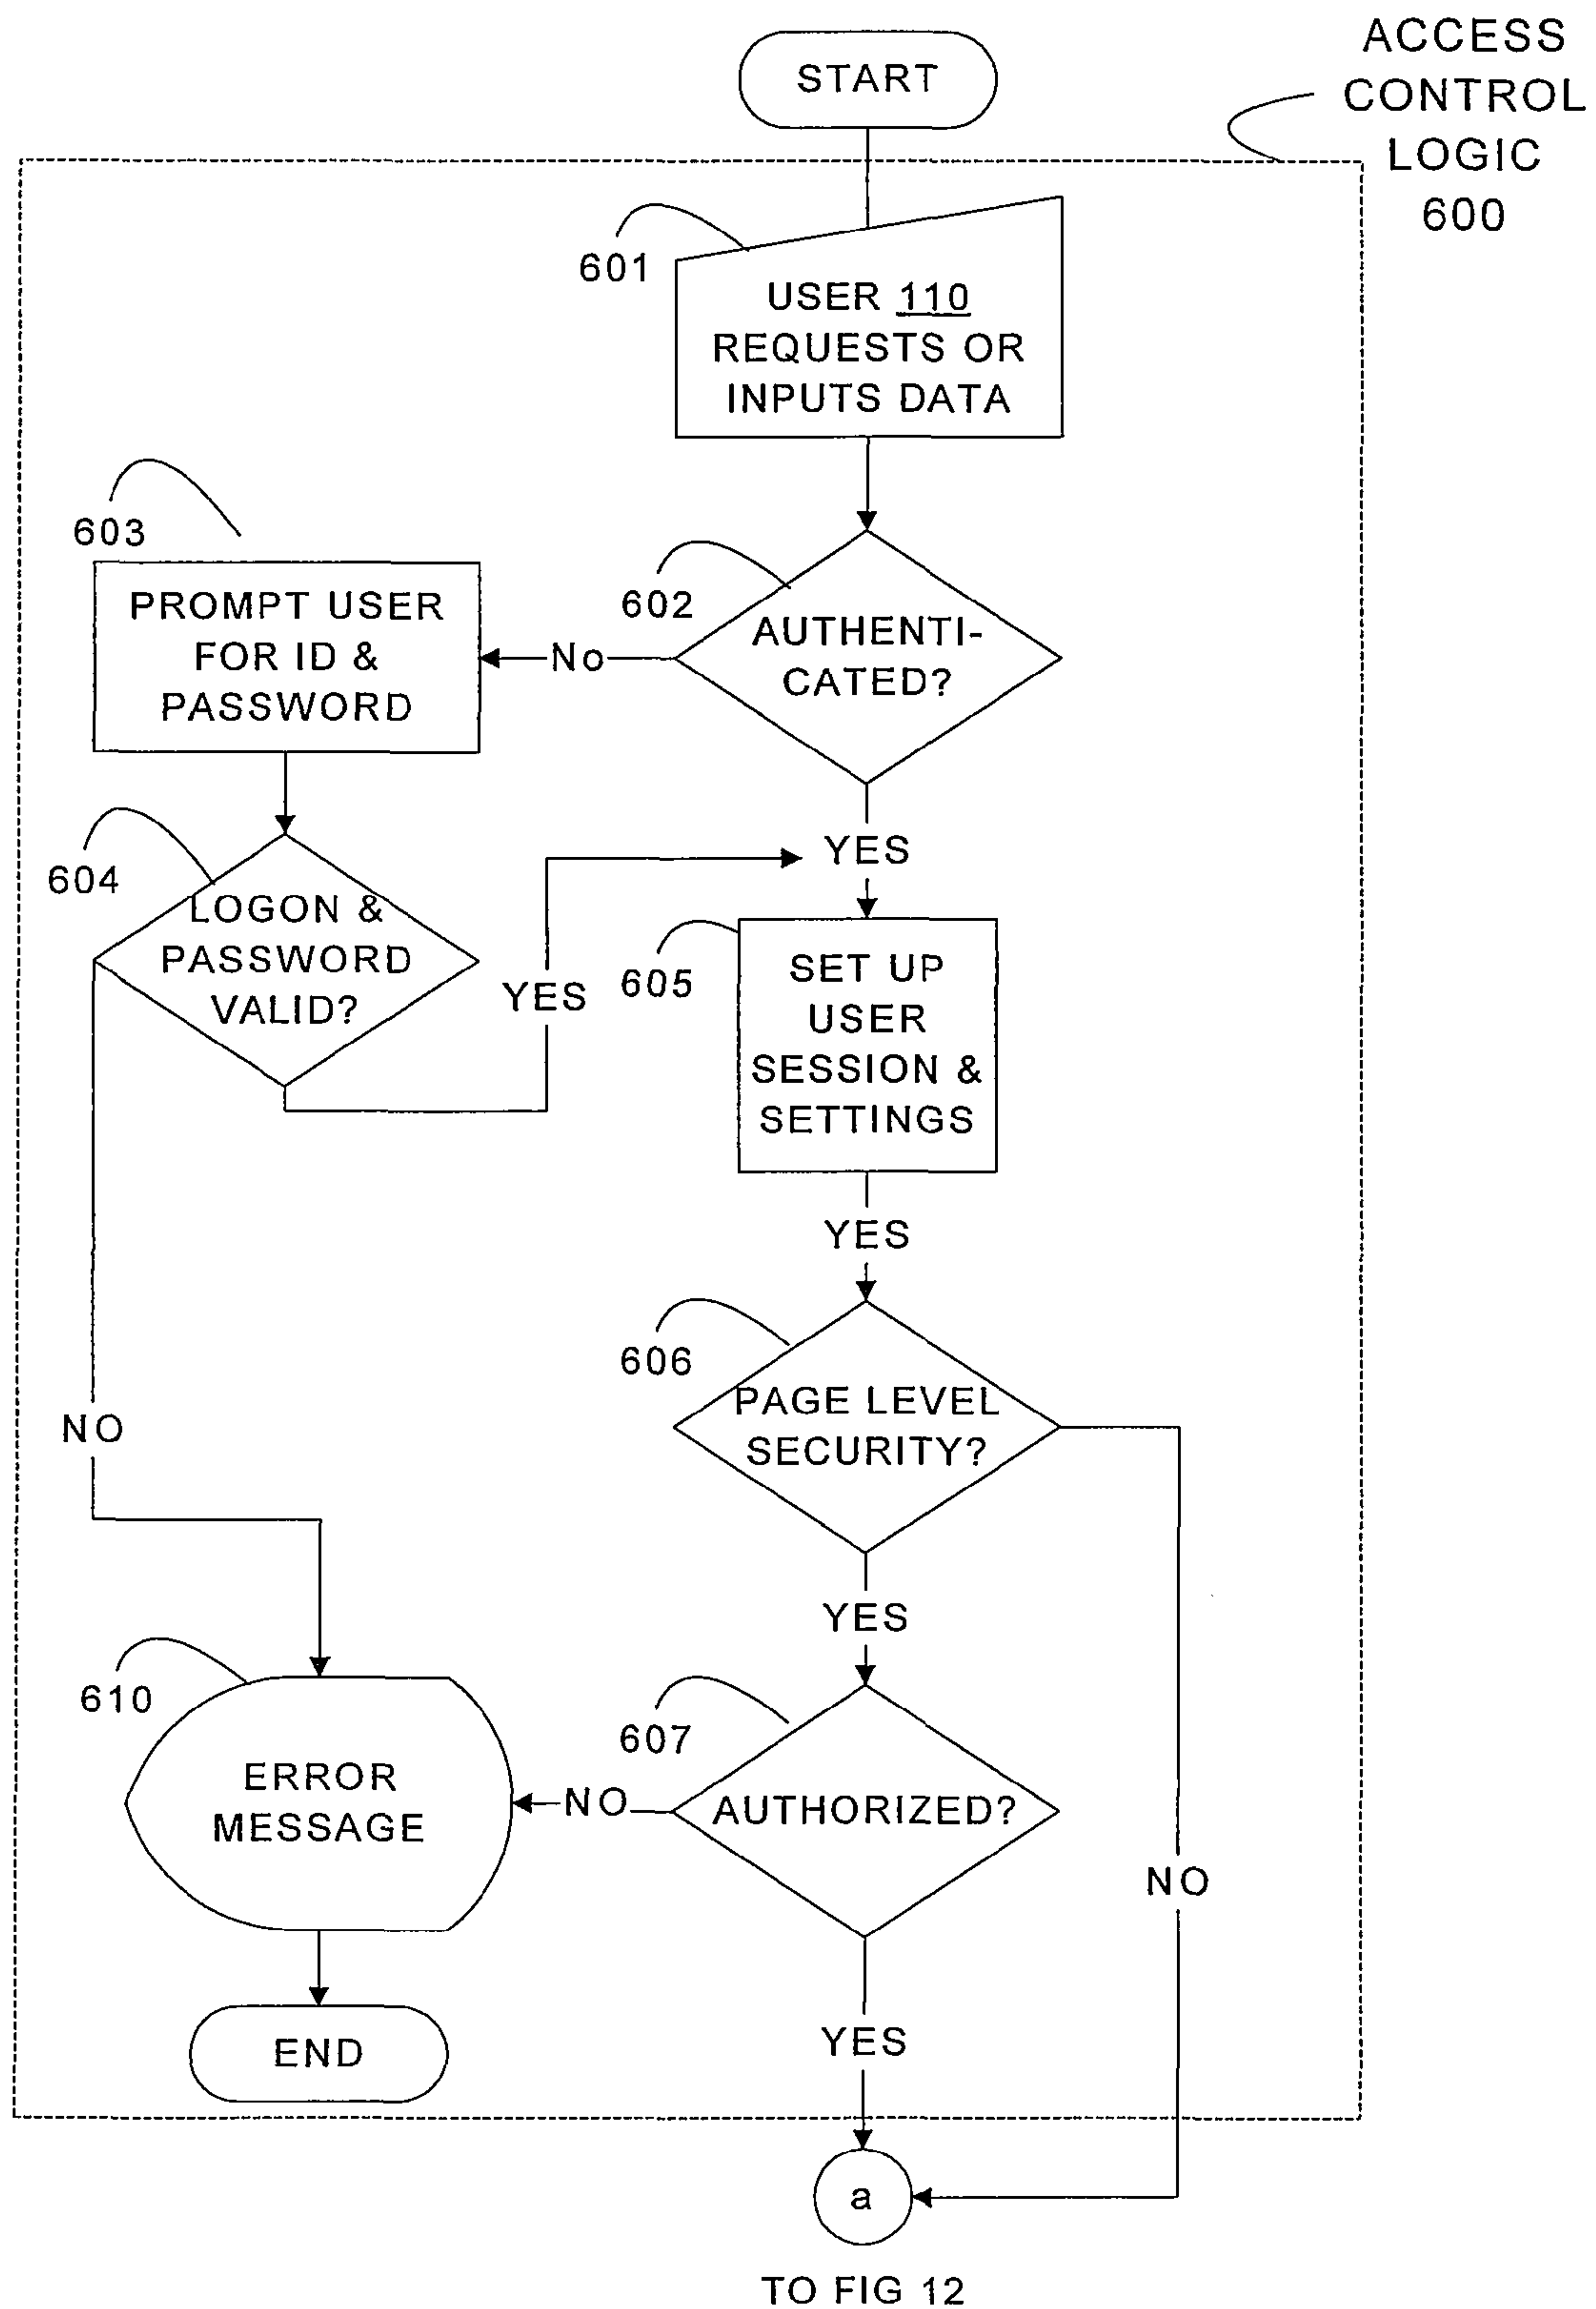 START
ACCESS
CONTROL
LOGIC
600
601
USER 110
REQUESTS OR
INPUTS DATA
602
AUTHENTI-
CATED?
No
603
PROMPT USER
FOR ID &
PASSWORD
604
LOGON &
PASSWORD
VALID?
YES
YES
605
SET UP
USER
SESSION &
SETTINGS
YES
606
PAGE LEVEL
SECURITY?
NO
YES
607
AUTHORIZED?
NO
610
ERROR
MESSAGE
NO
END
YES
a
TO FIG 12